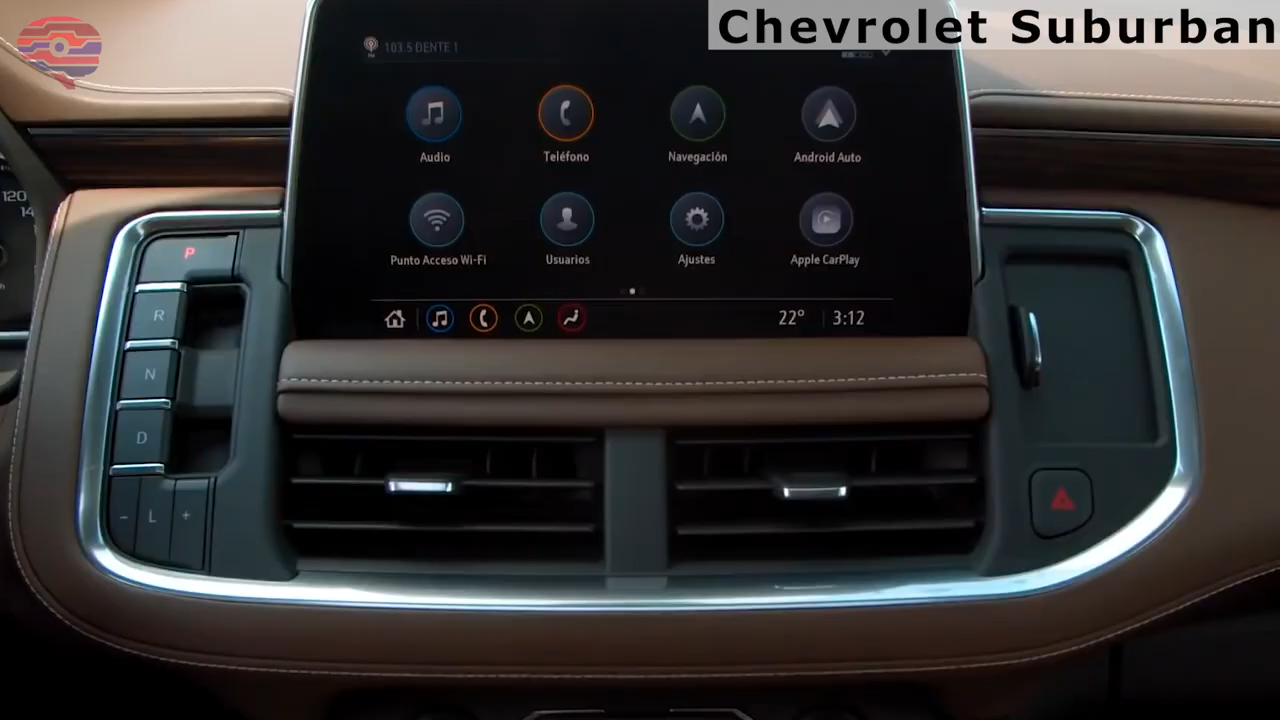 Chevrolet Suburban
103.5 DENTE 1
Audio
Teléfono
Navegación
Android Auto
Punto Acceso Wi-Fi
Usuarios
Ajustes
Apple CarPlay
22° 3:12
120
14
P
R
N
D
- L +